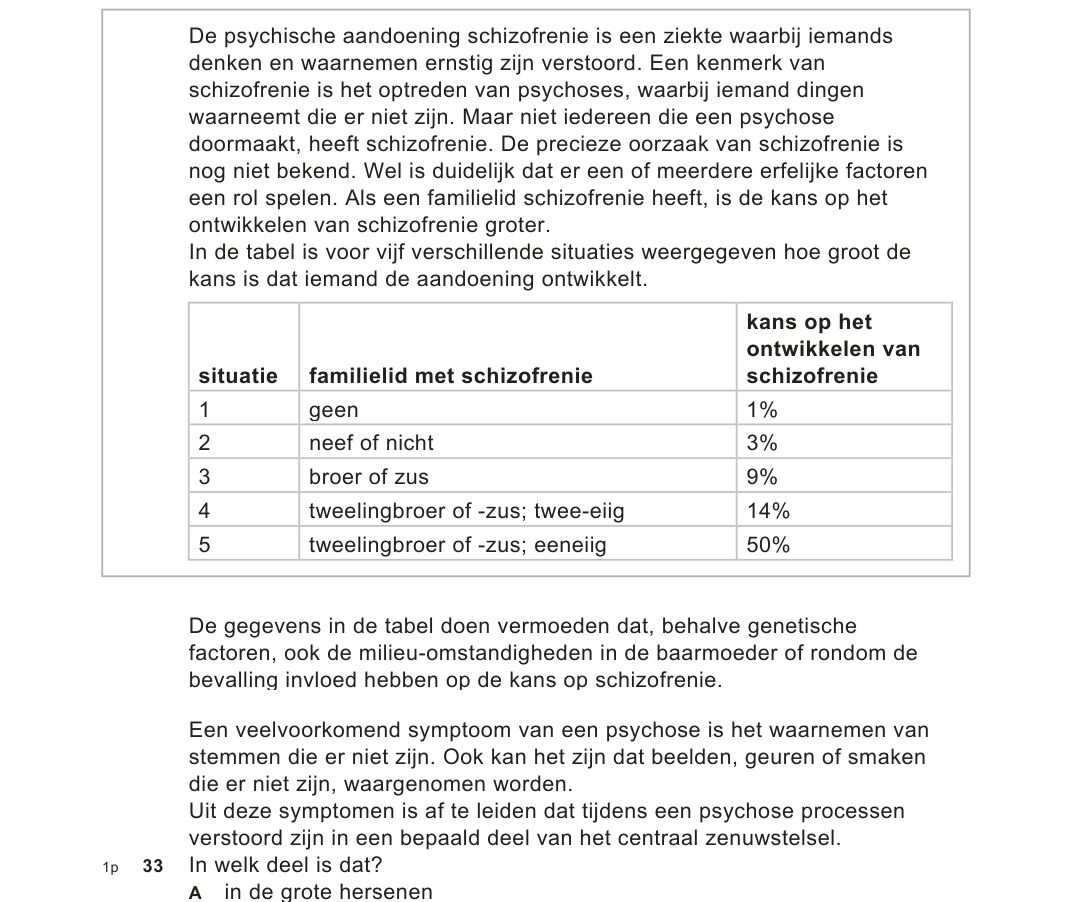 De psychische aandoening schizofrenie is een ziekte waarbij iemands
denken en waarnemen ernstig zijn verstoord. Een kenmerk van
schizofrenie is het optreden van psychoses, waarbij iemand dingen
waarneemt die er niet zijn. Maar niet iedereen die een psychose
doormaakt, heeft schizofrenie. De precieze oorzaak van schizofrenie is
nog niet bekend. Wel is duidelijk dat er een of meerdere erfelijke factoren
een rol spelen. Als een familielid schizofrenie heeft, is de kans op het
ontwikkelen van schizofrenie groter.
In de tabel is voor vijf verschillende situaties weergegeven hoe groot de
kans is dat iemand de aandoening ontwikkelt.
kans op het
ontwikkelen van
situatie familielid met schizofrenie schizofrenie
1 geen 1%
2 neef of nicht 3%
3 broer of zus 9%
4 tweelingbroer of -zus; twee-eiig 14%
5 tweelingbroer of -zus; eeneiig 50%
De gegevens in de tabel doen vermoeden dat, behalve genetische
factoren, ook de milieu-omstandigheden in de baarmoeder of rondom de
bevalling invloed hebben op de kans op schizofrenie.
Een veelvoorkomend symptoom van een psychose is het waarnemen van
stemmen die er niet zijn. Ook kan het zijn dat beelden, geuren of smaken
die er niet zijn, waargenomen worden.
Uit deze symptomen is af te leiden dat tijdens een psychose processen
verstoord zijn in een bepaald deel van het centraal zenuwstelsel.
1p 33 In welk deel is dat?
A in de grote hersenen